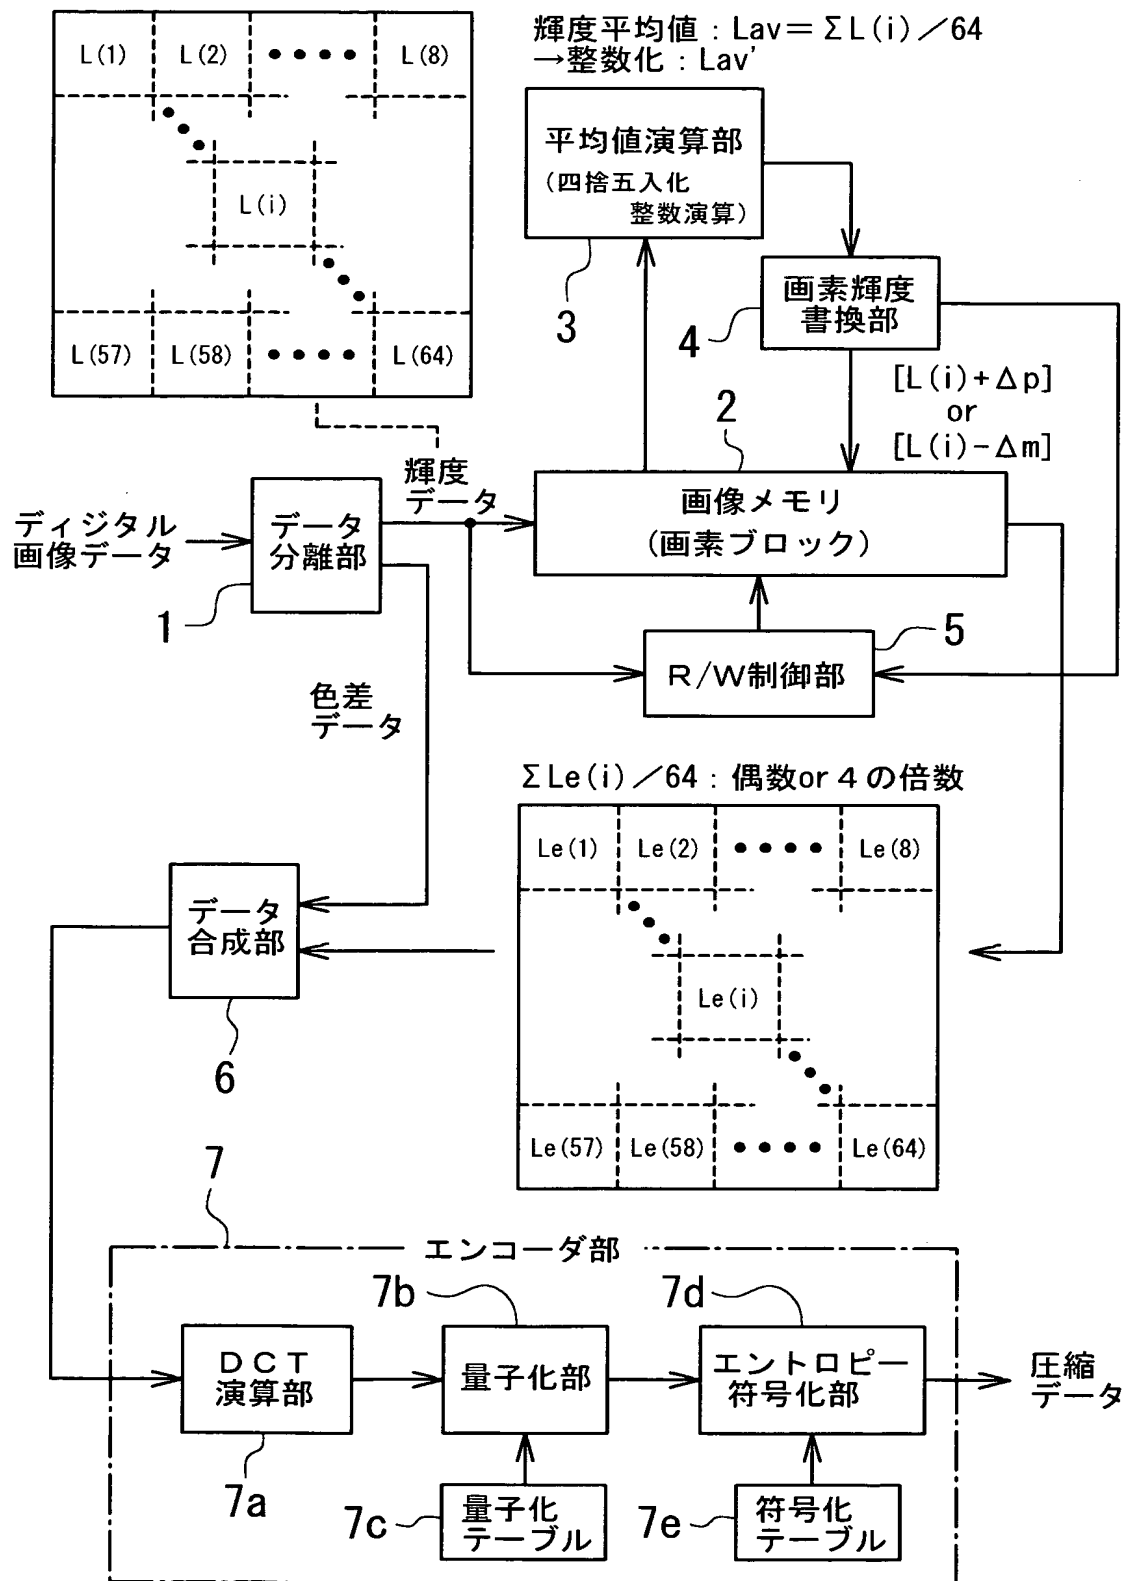 L(1) L(2) ●●●● L(8)
L(i)
L(57) L(58) ●●●● L(64)
輝度平均値：Lav＝ΣL(i)／64
→整数化：Lav'
平均値演算部
(四捨五入化
整数演算)
3
画素輝度
書換部
4
[L(i)+Δp]
or
[L(i)-Δm]
2
輝度
データ
画像メモリ
(画素ブロック)
ディジタル
画像データ
データ
分離部
1
5
R/W制御部
色差
データ
ΣLe(i)／64：偶数or４の倍数
Le(1) Le(2) ●●●● Le(8)
Le(i)
Le(57) Le(58) ●●●● Le(64)
データ
合成部
6
7
エンコーダ部
7b
7d
ＤＣＴ
演算部
量子化部
エントロピー
符号化部
圧縮
データ
7a
7c
量子化
テーブル
7e
符号化
テーブル